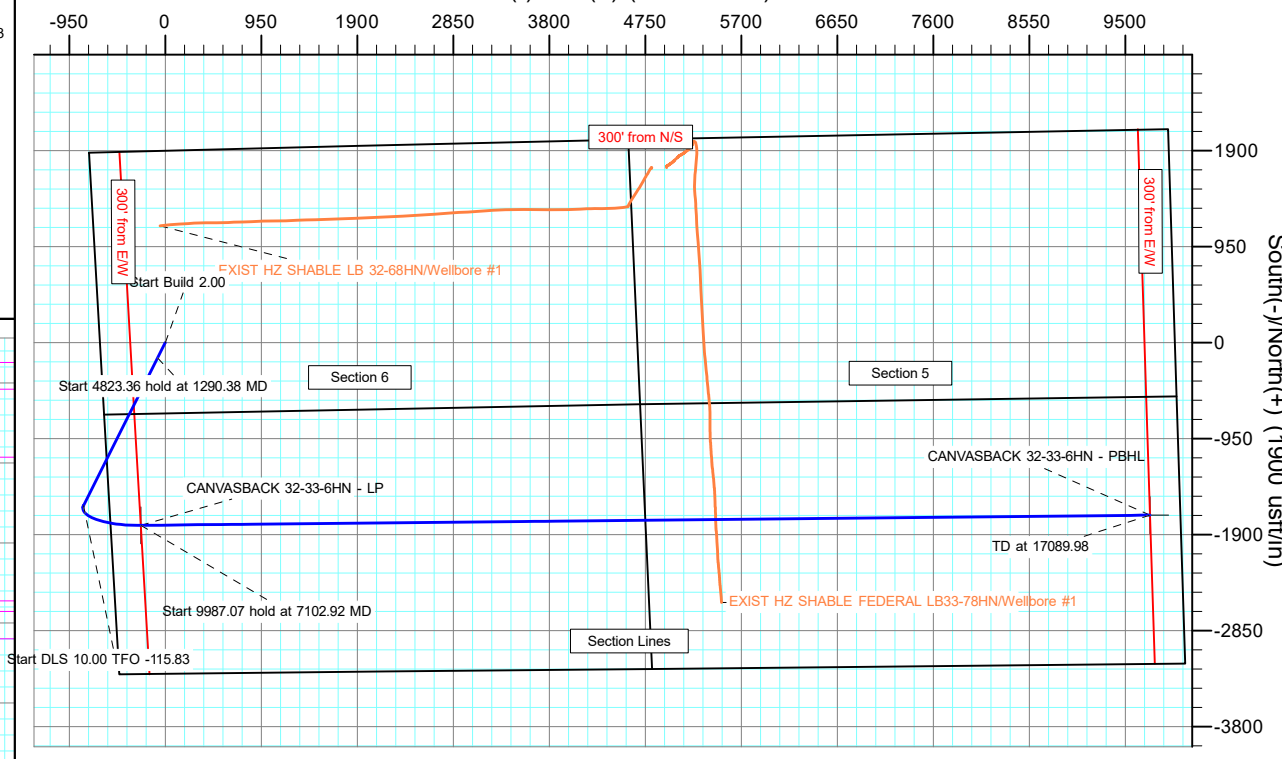 -950 0 950 1900 2850 3800 4750 5700 6650 7600 8550 9500
300' from N/S
1900
300' from E/W
300' from E/W
950
EXIST HZ SHABLE LB 32-68HN/Wellbore #1
Start Build 2.00
0
Start 4823.36 hold at 1290.38 MD
Section 6
Section 5
-950
CANVASBACK 32-33-6HN - PBHL
CANVASBACK 32-33-6HN - LP
-1900
TD at 17089.98
Start 9987.07 hold at 7102.92 MD
EXIST HZ SHABLE FEDERAL LB33-78HN/Wellbore #1
-2850
Section Lines
Start DLS 10.00 TFO -115.83
-3800
South(-)/North(+) (1900 usft/in)